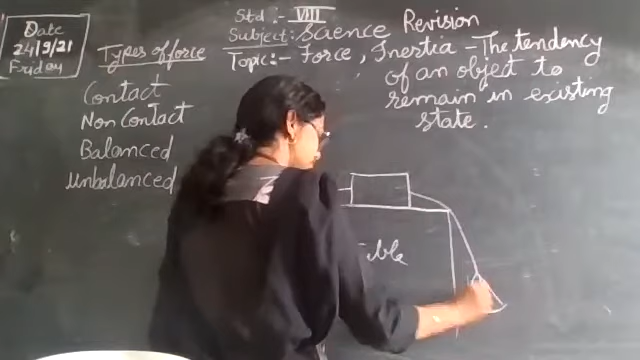 Date
24/9/21
Friday
Std :- VIII
Subject: Science Revision
Topic:- Force, Inertia - The tendency
of an object to
remain in existing
state.
Types of force
Contact
Non Contact
Balanced
Unbalanced